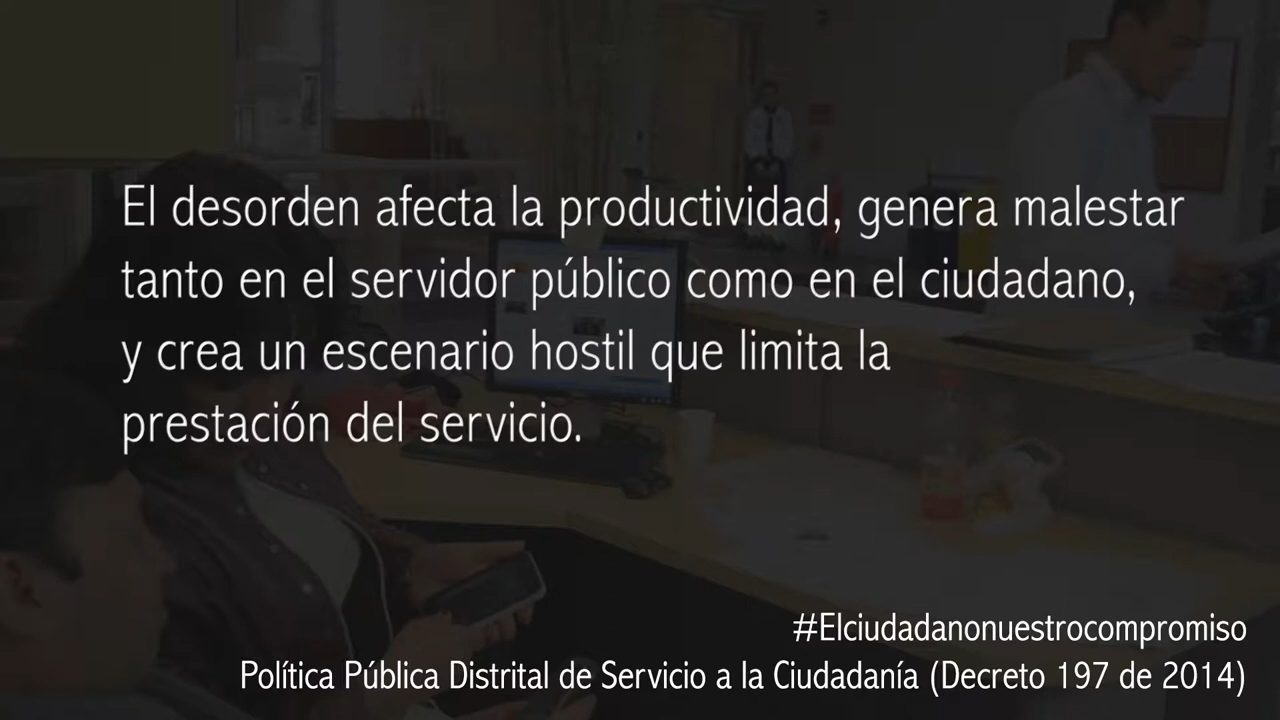 El desorden afecta la productividad, genera malestar
tanto en el servidor público como en el ciudadano,
y crea un escenario hostil que limita la
prestación del servicio.
#Elciudadanonuestrocompromiso
Política Pública Distrital de Servicio a la Ciudadanía (Decreto 197 de 2014)